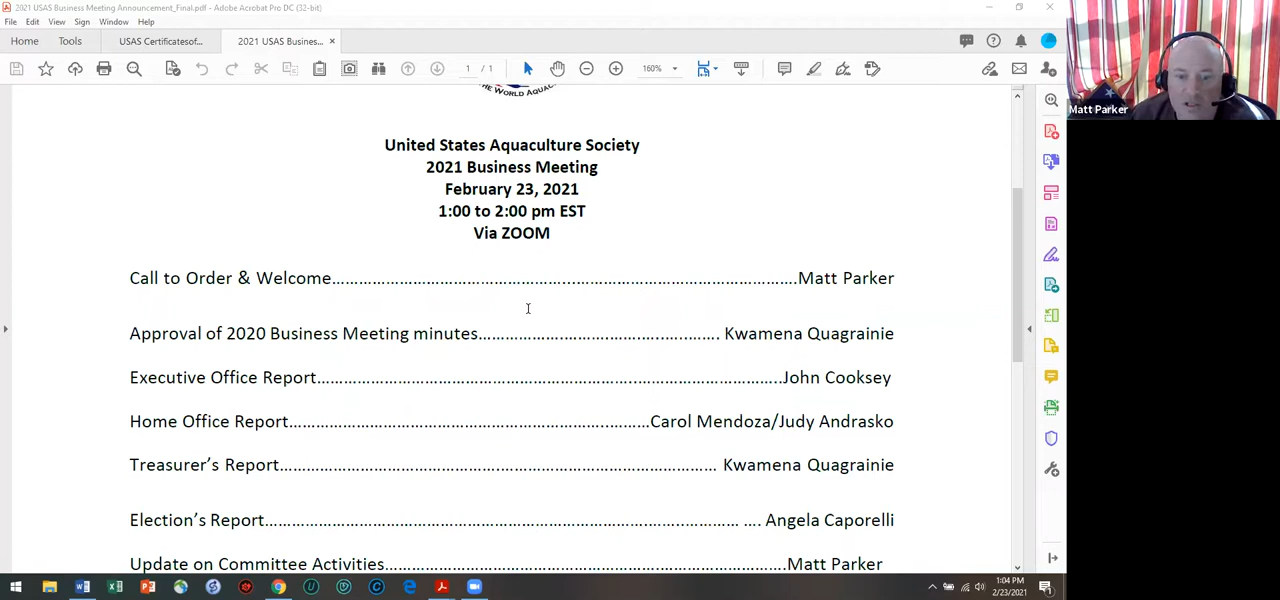 2021 USAS Business Meeting Announcement_Final.pdf - Adobe Acrobat Pro DC (32-bit)
File Edit View Sign Window Help
Home Tools USAS Certificatesof... 2021 USAS Busines... ×
1 / 1 160%
THE WORLD AQUAC
United States Aquaculture Society
2021 Business Meeting
February 23, 2021
1:00 to 2:00 pm EST
Via ZOOM
Call to Order & Welcome……………………………………………………………………………….Matt Parker
Approval of 2020 Business Meeting minutes……………………………………… Kwamena Quagrainie
Executive Office Report……………………………………………………………………………..John Cooksey
Home Office Report……………………………………………………………Carol Mendoza/Judy Andrasko
Treasurer’s Report…………………………………………………………………………… Kwamena Quagrainie
Election’s Report………………………………………………………………………… …. Angela Caporelli
Update on Committee Activities……………………………………………………………………Matt Parker
Matt Parker
1:04 PM
2/23/2021